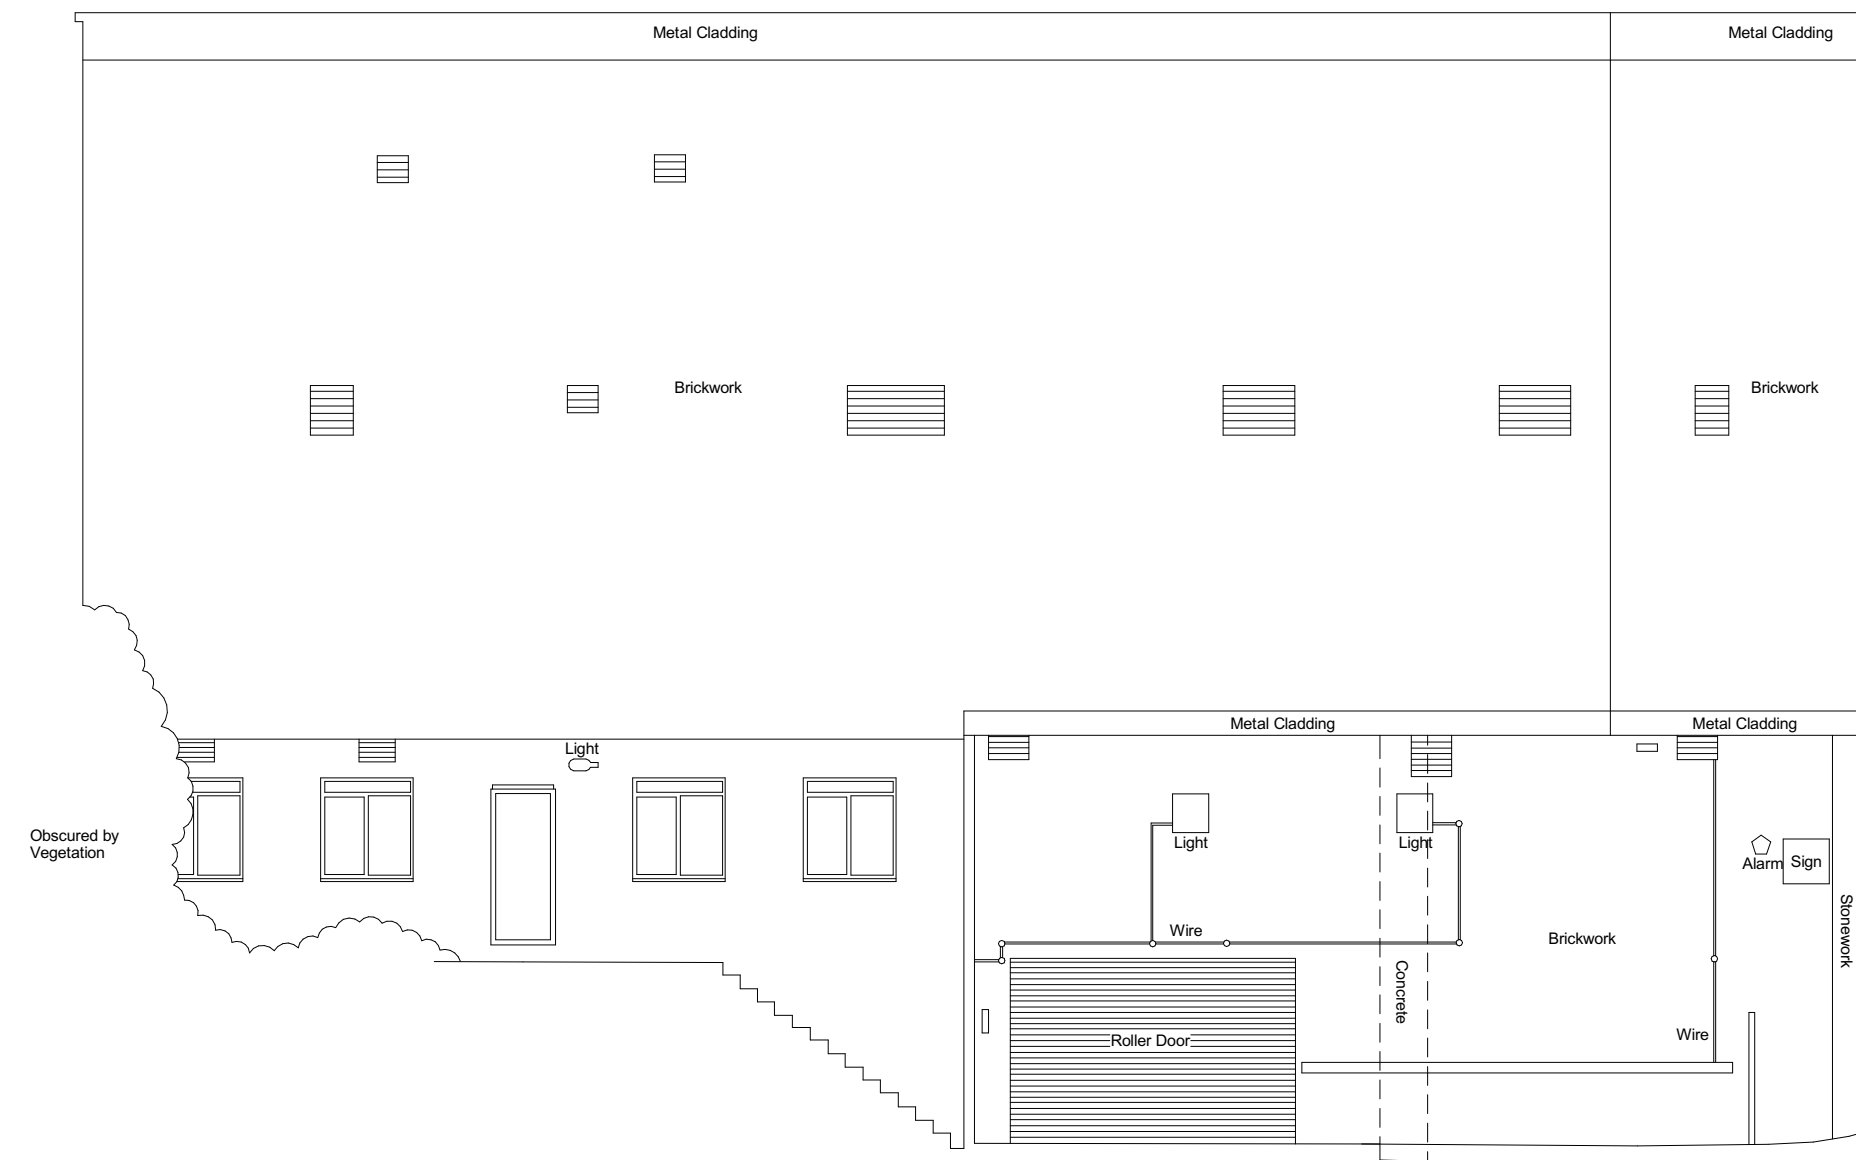 Metal Cladding
Metal Cladding
Brickwork
Brickwork
Metal Cladding
Metal Cladding
Light
Obscured by
Vegetation
Light
Light
Alarm
Sign
Stonework
Wire
Brickwork
Concrete
Wire
Roller Door